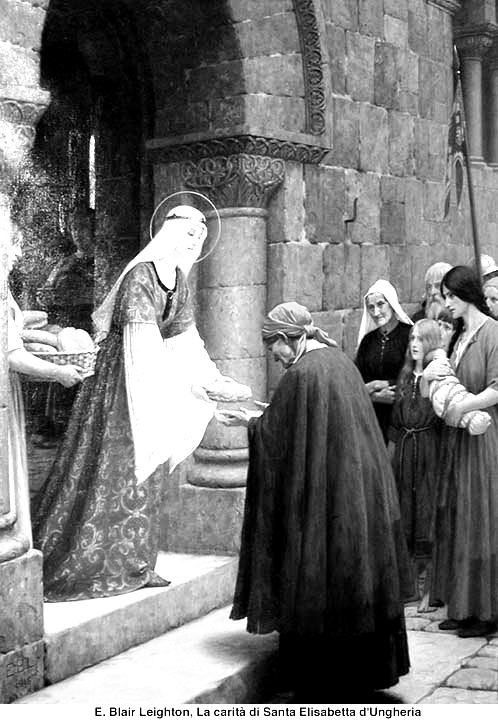 E. Blair Leighton, La carità di Santa Elisabetta d'Ungheria